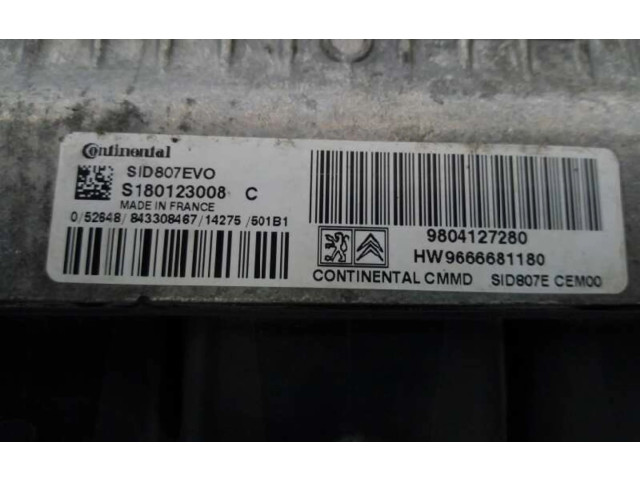 Continental
SID807EVO
S180123008 C
MADE IN FRANCE
0/52648/843308467/14275/501B1
9804127280
HW9666681180
CONTINENTAL CMMD SID807E CEM00